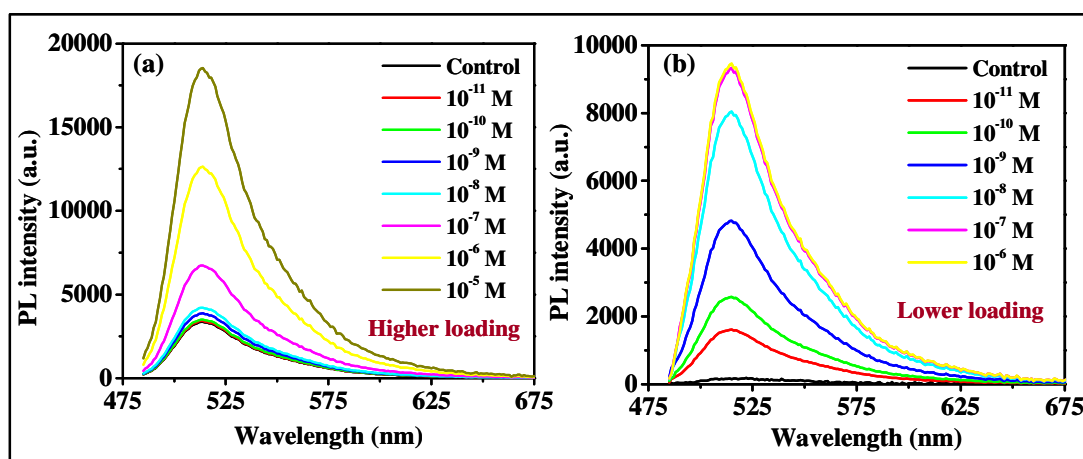 (a)
PL intensity (a.u.)
20000
15000
10000
5000
0
Control
10⁻¹¹ M
10⁻¹⁰ M
10⁻⁹ M
10⁻⁸ M
10⁻⁷ M
10⁻⁶ M
10⁻⁵ M
Higher loading
475 525 575 625 675
Wavelength (nm)
(b)
PL intensity (a.u.)
10000
8000
6000
4000
2000
0
Control
10⁻¹¹ M
10⁻¹⁰ M
10⁻⁹ M
10⁻⁸ M
10⁻⁷ M
10⁻⁶ M
Lower loading
475 525 575 625 675
Wavelength (nm)